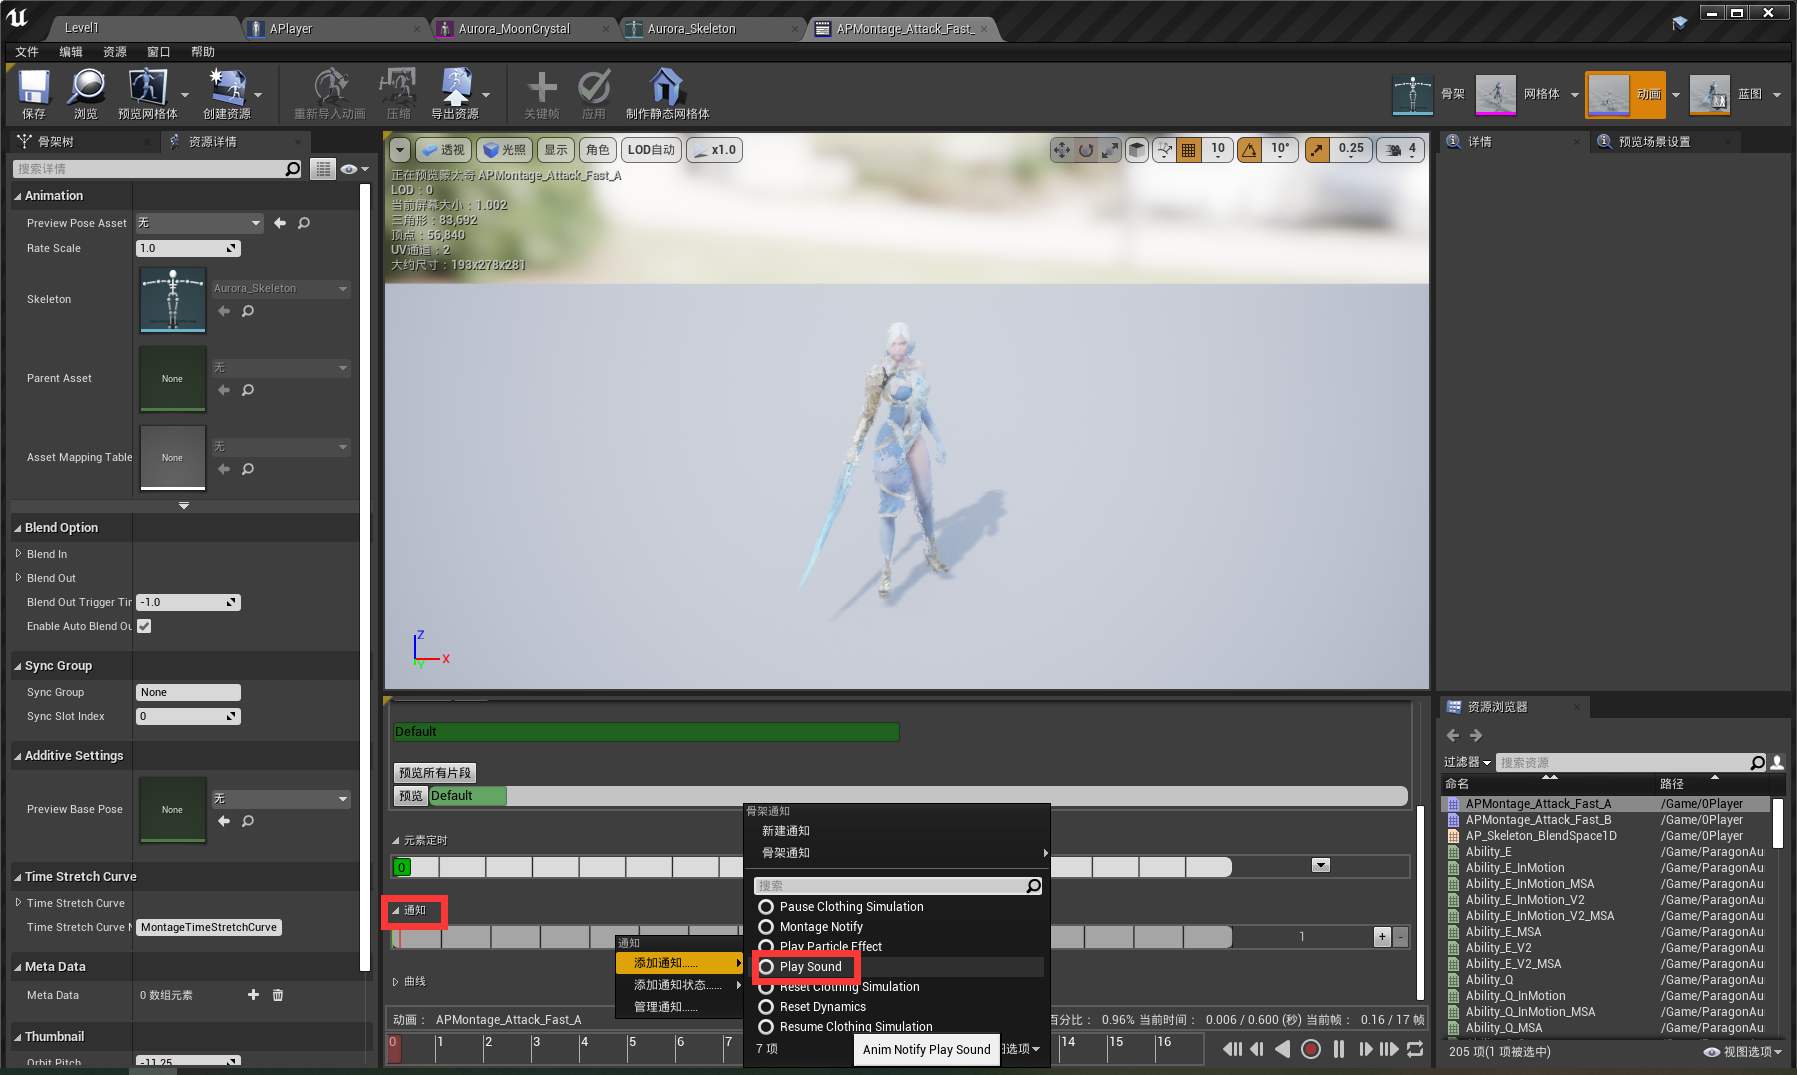 Level1
APlayer
Aurora_MoonCrystal
Aurora_Skeleton
APMontage_Attack_Fast_
文件 编辑 资源 窗口 帮助
保存
浏览
预览网格体
创建资源
重新导入动画
压缩
导出资源
关键帧
应用
制作静态网格体
骨架
网格体
动画
蓝图
骨架树
资源详情
搜索详情
Animation
Preview Pose Asset 无
Rate Scale 1.0
Skeleton Aurora_Skeleton
Parent Asset None 无
Asset Mapping Table None 无
Blend Option
Blend In
Blend Out
Blend Out Trigger Tir -1.0
Enable Auto Blend Ou
Sync Group
Sync Group None
Sync Slot Index 0
Additive Settings
Preview Base Pose None 无
Time Stretch Curve
Time Stretch Curve
Time Stretch Curve N MontageTimeStretchCurve
Meta Data
Meta Data 0 数组元素
Thumbnail
Orbit Pitch -11.25
透视 光照 显示 角色 LOD自动 x1.0
10 10° 0.25 4
正在预览蒙太奇 APMontage_Attack_Fast_A
LOD：0
当前屏幕大小：1.002
三角形：83,692
顶点：56,840
UV通道：2
大约尺寸：193x278x281
Z
X
Y
Default
预览所有片段
预览 Default
元素定时
0
通知
1 + -
曲线
动画： APMontage_Attack_Fast_A
百分比： 0.96% 当前时间： 0.006 / 0.600 (秒) 当前帧： 0.16 / 17 帧
0 1 2 3 4 5 6 7 14 15 16
通知
添加通知......
添加通知状态......
管理通知......
骨架通知
新建通知
骨架通知
搜索
Pause Clothing Simulation
Montage Notify
Play Particle Effect
Play Sound
Reset Clothing Simulation
Reset Dynamics
Resume Clothing Simulation
7 项
选项
Anim Notify Play Sound
详情
预览场景设置
资源浏览器
过滤器 搜索资源
命名 路径
APMontage_Attack_Fast_A /Game/0Player
APMontage_Attack_Fast_B /Game/0Player
AP_Skeleton_BlendSpace1D /Game/0Player
Ability_E /Game/ParagonAu
Ability_E_InMotion /Game/ParagonAu
Ability_E_InMotion_MSA /Game/ParagonAu
Ability_E_InMotion_V2 /Game/ParagonAu
Ability_E_InMotion_V2_MSA /Game/ParagonAu
Ability_E_MSA /Game/ParagonAu
Ability_E_V2 /Game/ParagonAu
Ability_E_V2_MSA /Game/ParagonAu
Ability_Q /Game/ParagonAu
Ability_Q_InMotion /Game/ParagonAu
Ability_Q_InMotion_MSA /Game/ParagonAu
Ability_Q_MSA /Game/ParagonAu
205 项(1 项被选中)
视图选项